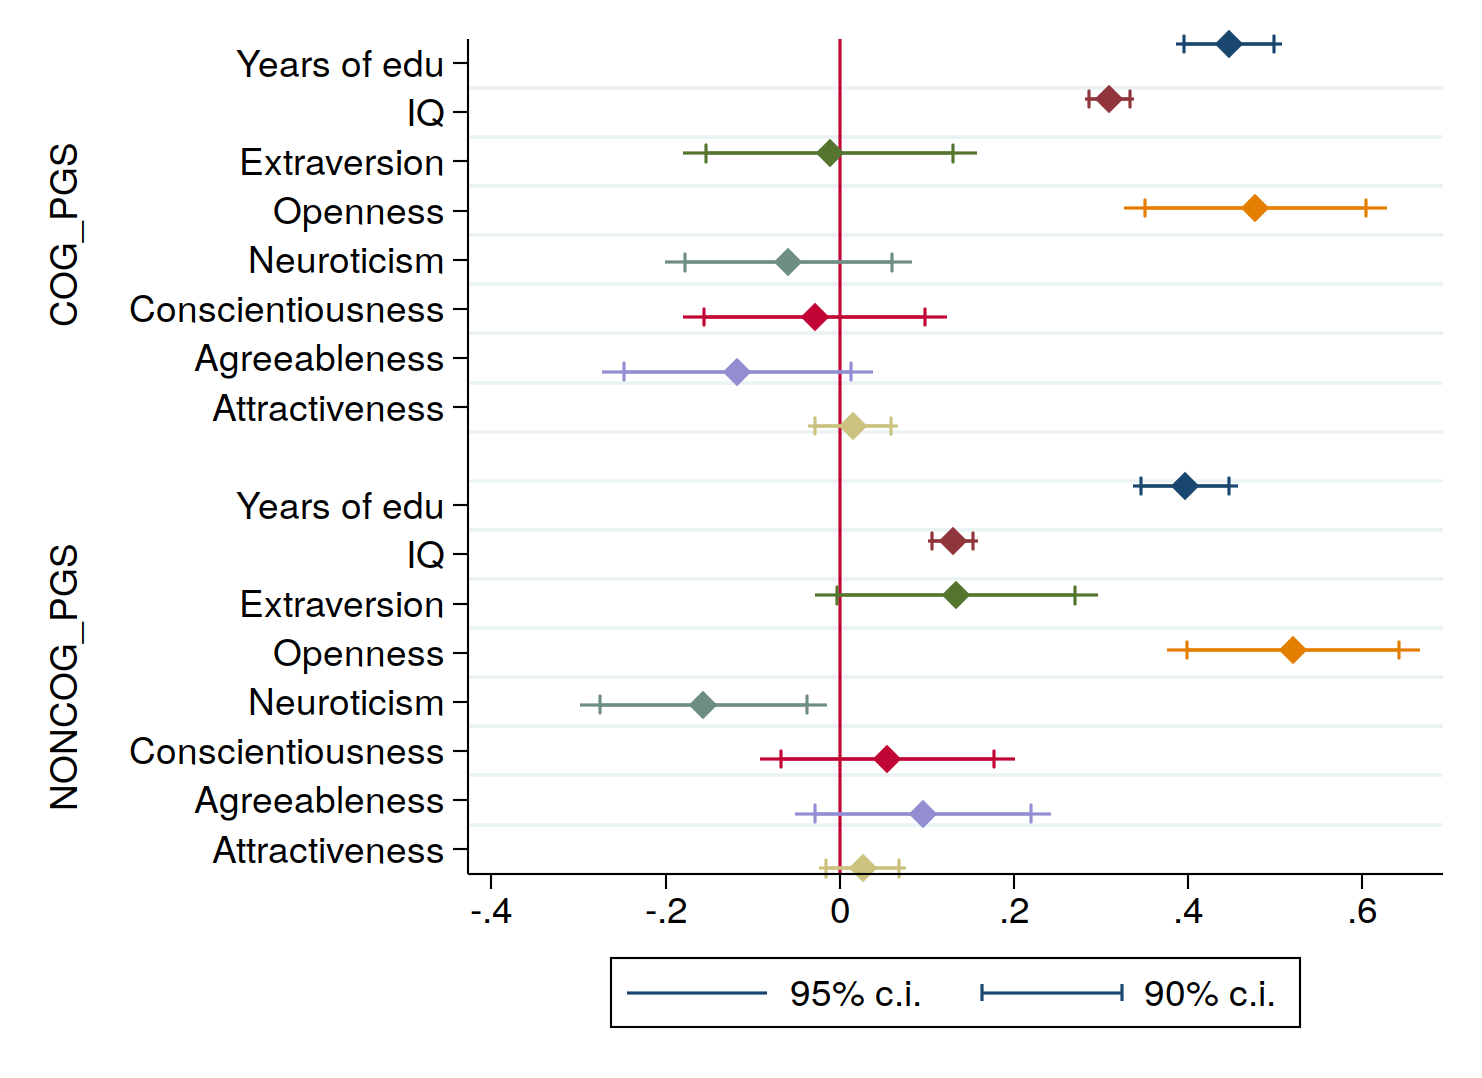 COG_PGS
Years of edu
IQ
Extraversion
Openness
Neuroticism
Conscientiousness
Agreeableness
Attractiveness
NONCOG_PGS
Years of edu
IQ
Extraversion
Openness
Neuroticism
Conscientiousness
Agreeableness
Attractiveness
-.4 -.2 0 .2 .4 .6
95% c.i. 90% c.i.